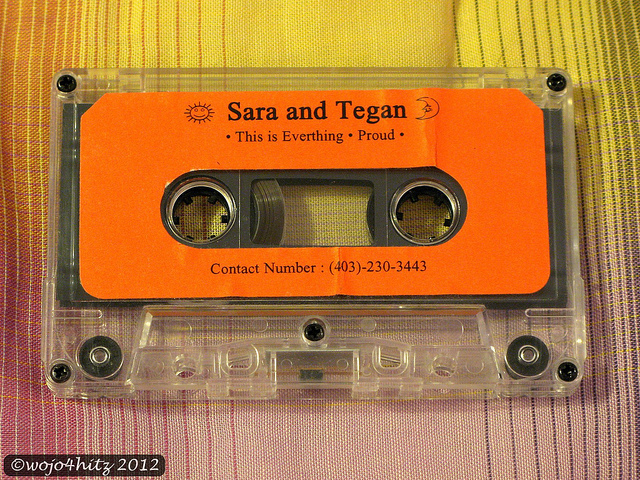 Sara and Tegan
• This is Everthing • Proud •
Contact Number : (403)-230-3443
©wojo4hitz 2012